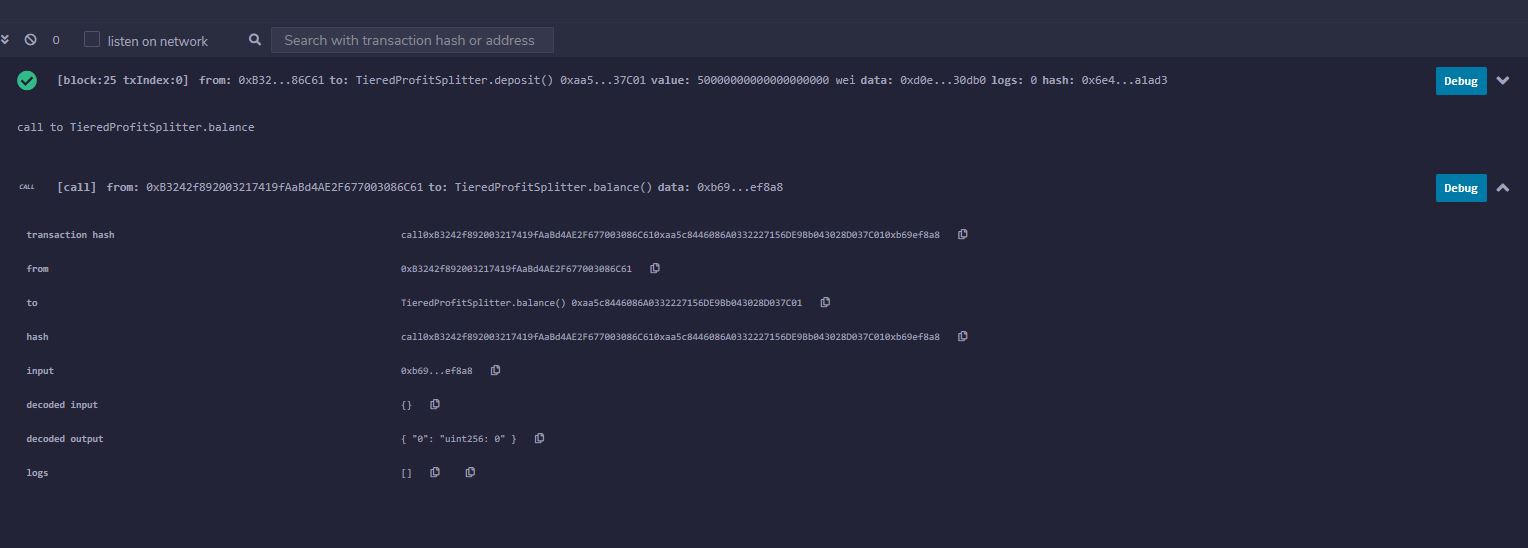 0 listen on network Search with transaction hash or address
[block:25 txIndex:0] from: 0xB32...86C61 to: TieredProfitSplitter.deposit() 0xaa5...37C01 value: 50000000000000000000 wei data: 0xd0e...30db0 logs: 0 hash: 0x6e4...a1ad3 Debug
call to TieredProfitSplitter.balance
CALL [call] from: 0xB3242f892003217419fAaBd4AE2F677003086C61 to: TieredProfitSplitter.balance() data: 0xb69...ef8a8 Debug
transaction hash call0xB3242f892003217419fAaBd4AE2F677003086C610xaa5c8446086A0332227156DE9Bb043028D037C010xb69ef8a8
from 0xB3242f892003217419fAaBd4AE2F677003086C61
to TieredProfitSplitter.balance() 0xaa5c8446086A0332227156DE9Bb043028D037C01
hash call0xB3242f892003217419fAaBd4AE2F677003086C610xaa5c8446086A0332227156DE9Bb043028D037C010xb69ef8a8
input 0xb69...ef8a8
decoded input {}
decoded output { "0": "uint256: 0" }
logs []